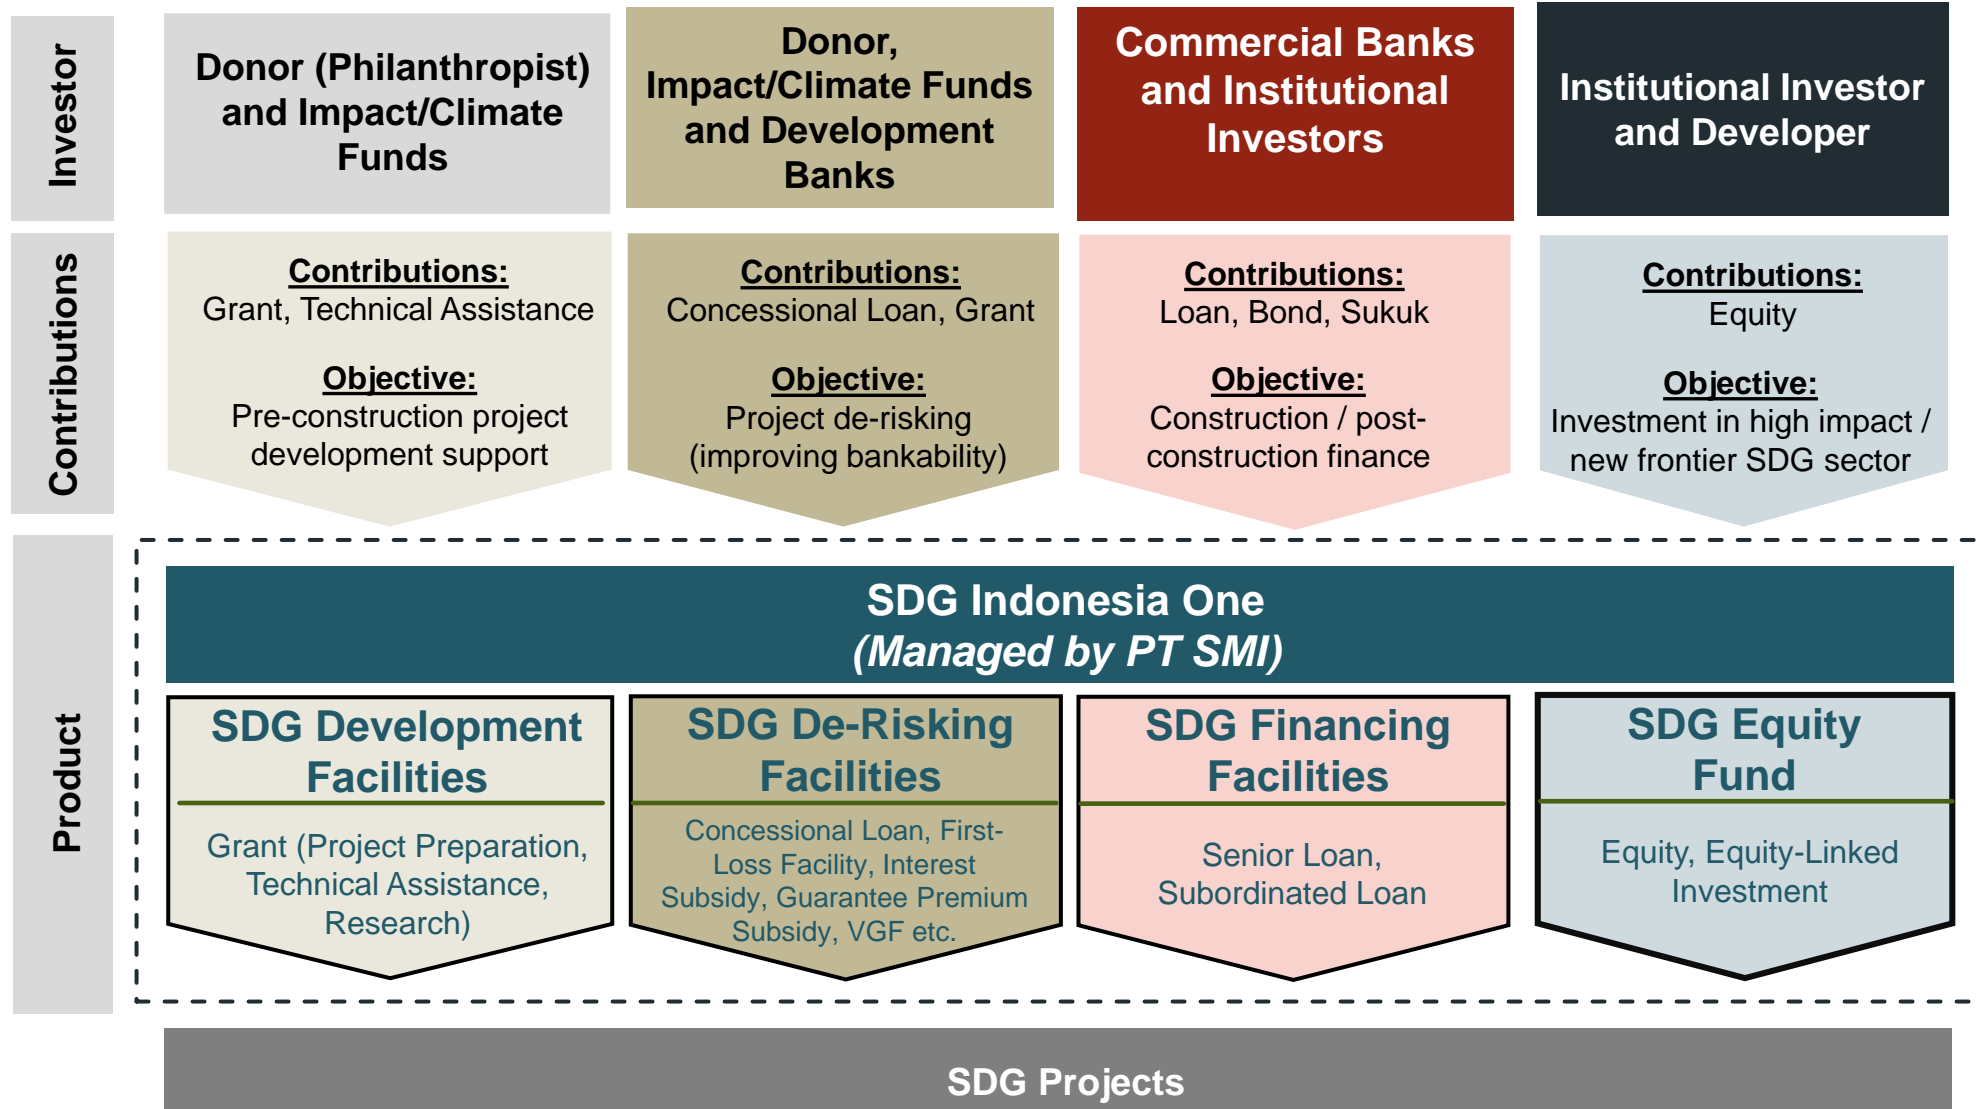 Investor
Donor (Philanthropist)
and Impact/Climate
Funds
Donor,
Impact/Climate Funds
and Development
Banks
Commercial Banks
and Institutional
Investors
Institutional Investor
and Developer
Contributions
Contributions:
Grant, Technical Assistance
Objective:
Pre-construction project
development support
Contributions:
Concessional Loan, Grant
Objective:
Project de-risking
(improving bankability)
Contributions:
Loan, Bond, Sukuk
Objective:
Construction / post-
construction finance
Contributions:
Equity
Objective:
Investment in high impact /
new frontier SDG sector
Product
SDG Indonesia One
(Managed by PT SMI)
SDG Development
Facilities
Grant (Project Preparation,
Technical Assistance,
Research)
SDG De-Risking
Facilities
Concessional Loan, First-
Loss Facility, Interest
Subsidy, Guarantee Premium
Subsidy, VGF etc.
SDG Financing
Facilities
Senior Loan,
Subordinated Loan
SDG Equity
Fund
Equity, Equity-Linked
Investment
SDG Projects